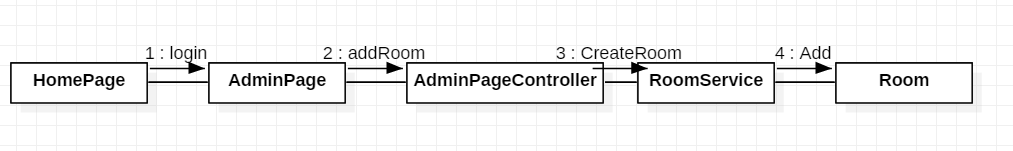 1 : login
2 : addRoom
3 : CreateRoom
4 : Add
HomePage
AdminPage
AdminPageController
RoomService
Room